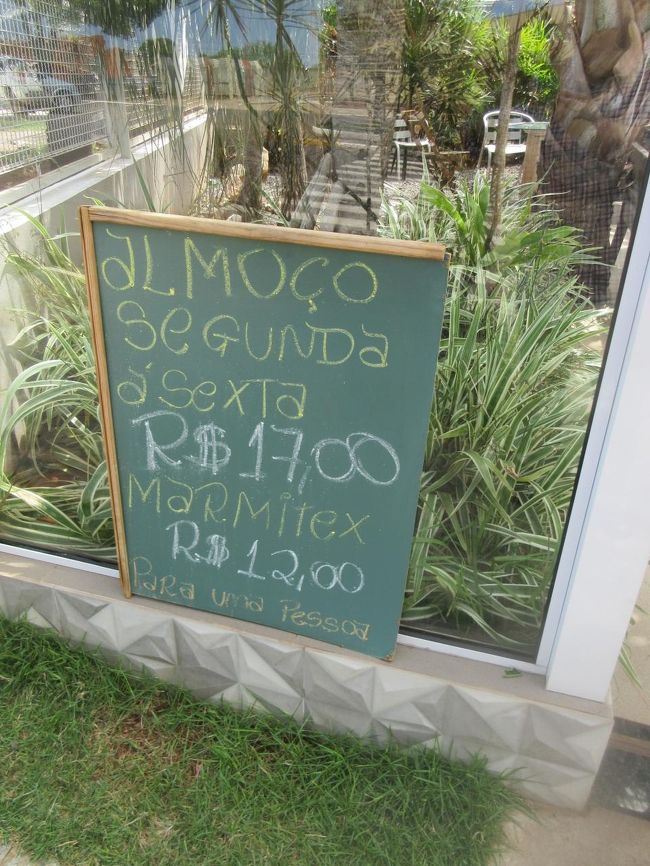 aLMOÇO
SeGUNDa
á SexTa
R$ 17,00
MaRMiTex
R$ 12,00
PaRa uma Pessoa